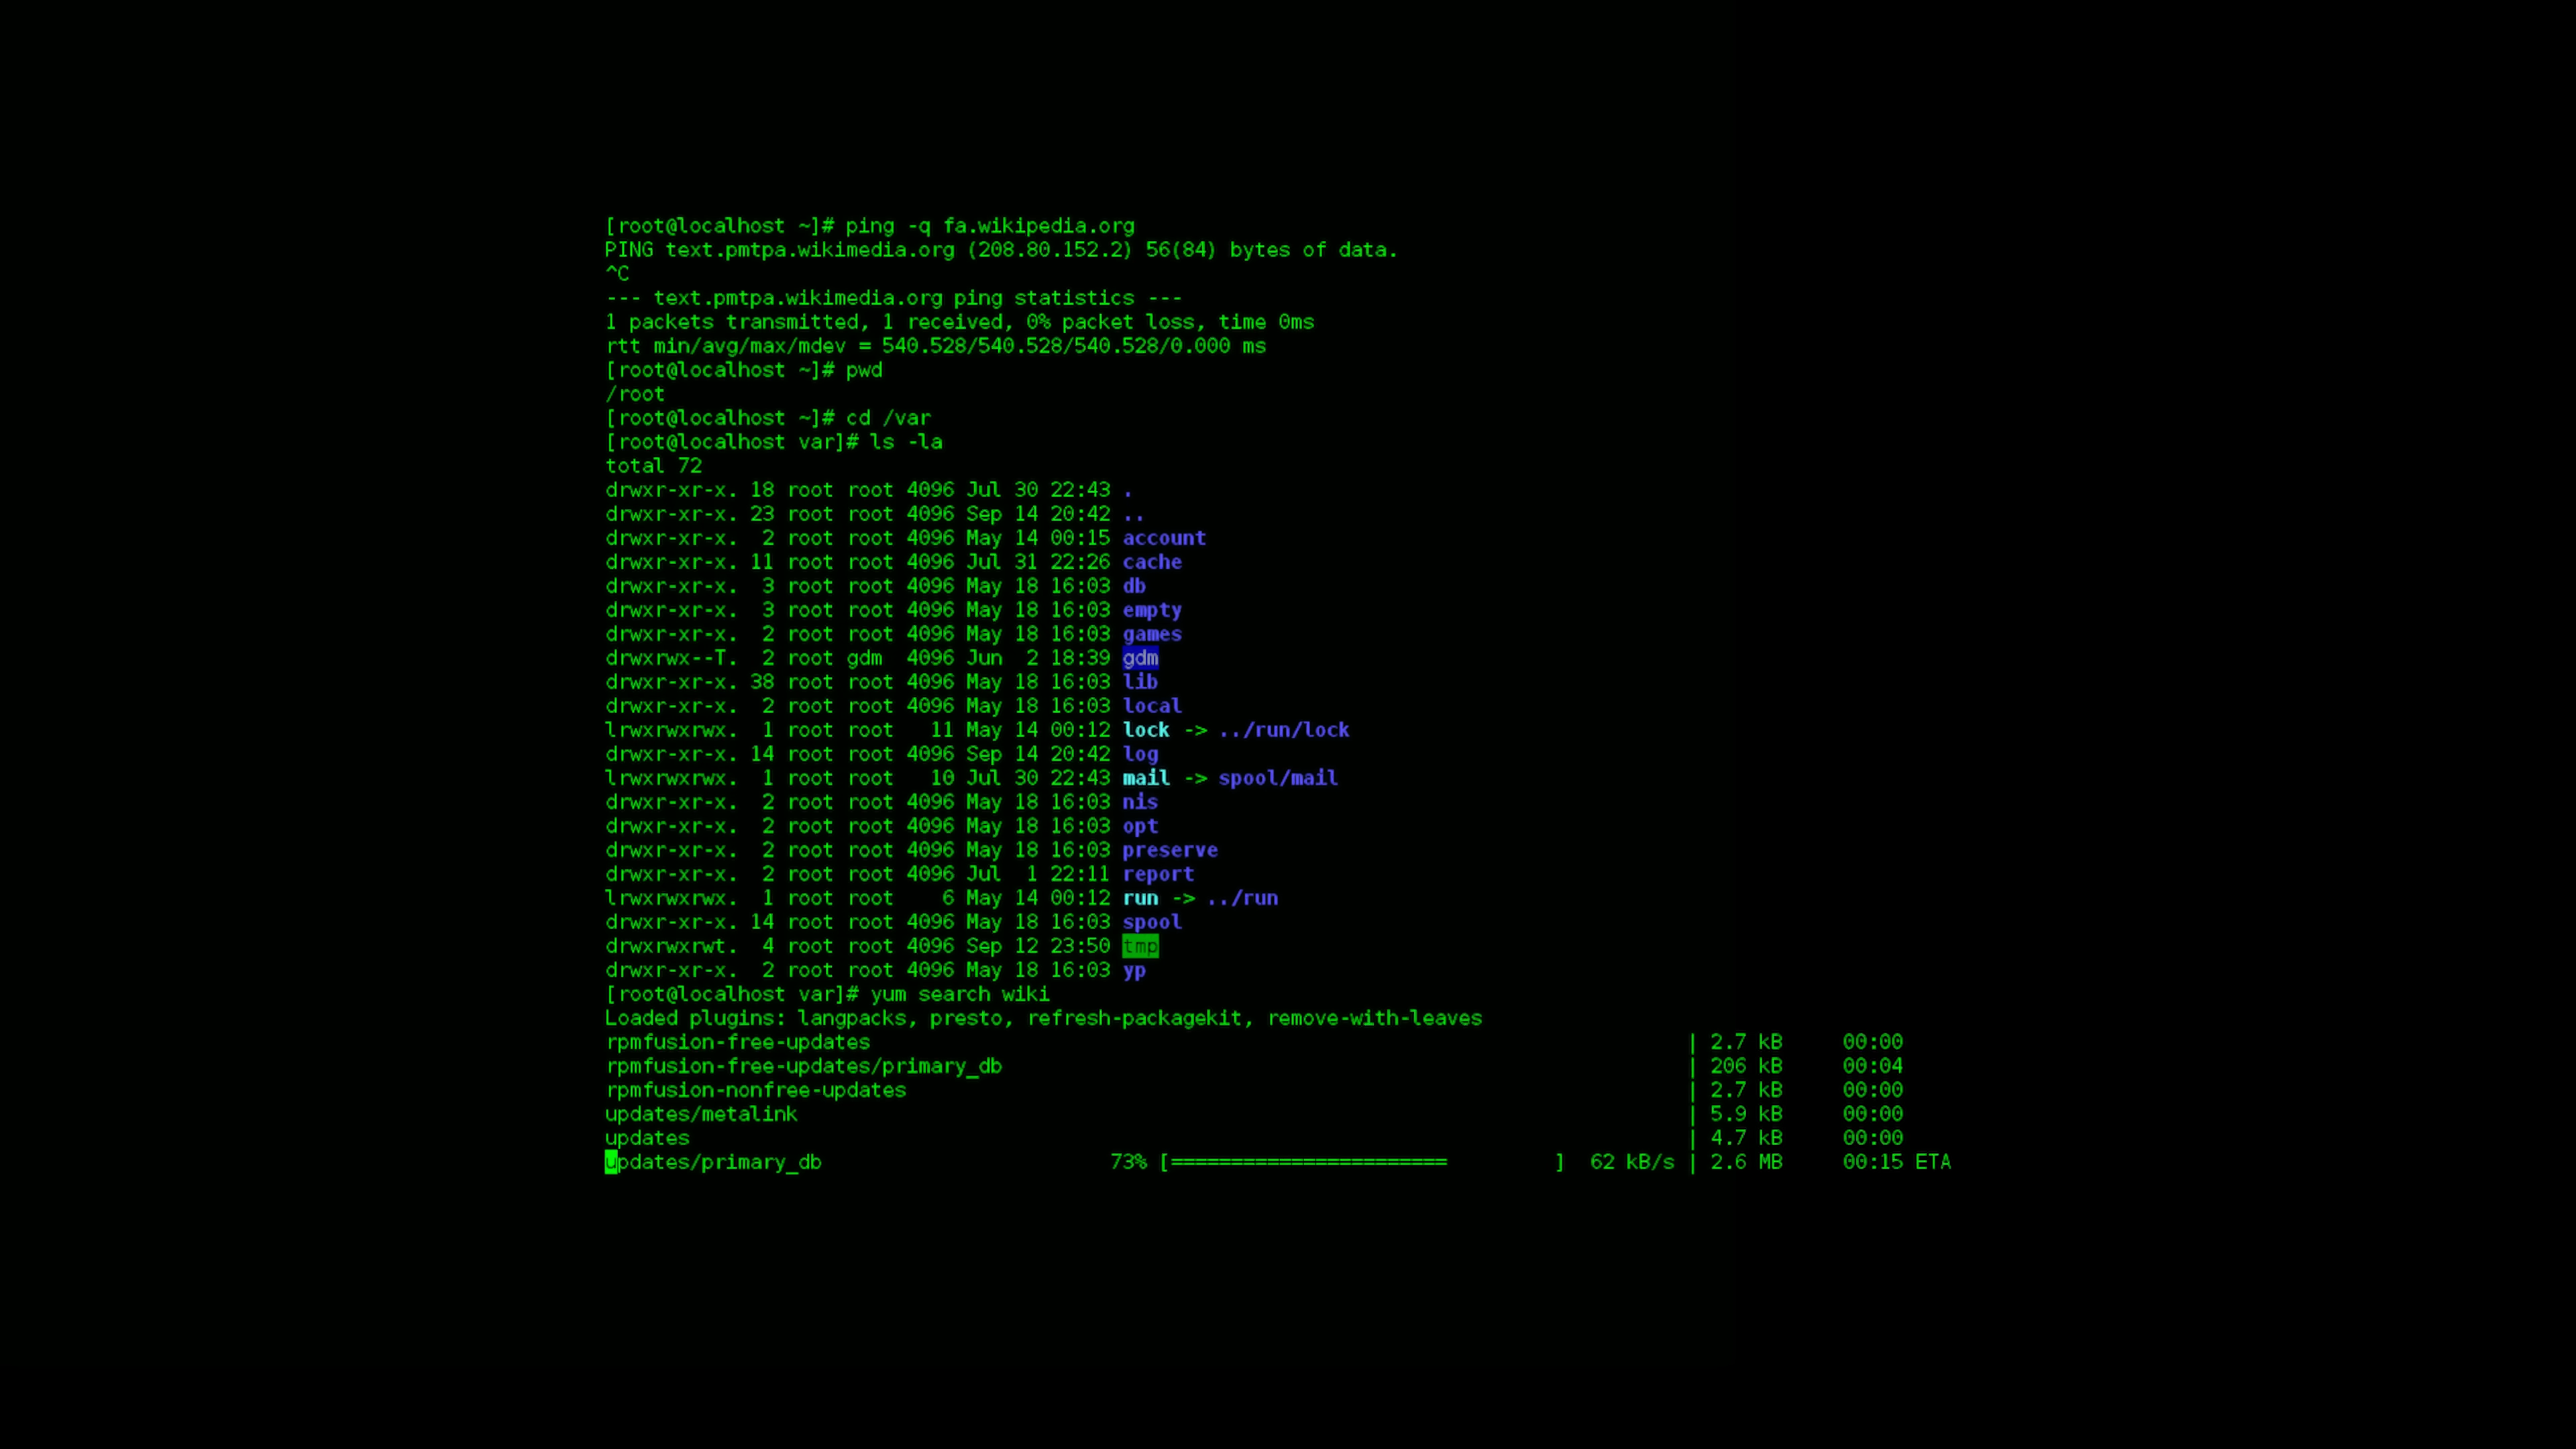 [root@localhost ~]# ping -q fa.wikipedia.org
PING text.pmtpa.wikimedia.org (208.80.152.2) 56(84) bytes of data.
^C
--- text.pmtpa.wikimedia.org ping statistics ---
1 packets transmitted, 1 received, 0% packet loss, time 0ms
rtt min/avg/max/mdev = 540.528/540.528/540.528/0.000 ms
[root@localhost ~]# pwd
/root
[root@localhost ~]# cd /var
[root@localhost var]# ls -la
total 72
drwxr-xr-x. 18 root root 4096 Jul 30 22:43 .
drwxr-xr-x. 23 root root 4096 Sep 14 20:42 ..
drwxr-xr-x.  2 root root 4096 May 14 00:15 account
drwxr-xr-x. 11 root root 4096 Jul 31 22:26 cache
drwxr-xr-x.  3 root root 4096 May 18 16:03 db
drwxr-xr-x.  3 root root 4096 May 18 16:03 empty
drwxr-xr-x.  2 root root 4096 May 18 16:03 games
drwxrwx--T.  2 root gdm  4096 Jun  2 18:39 gdm
drwxr-xr-x. 38 root root 4096 May 18 16:03 lib
drwxr-xr-x.  2 root root 4096 May 18 16:03 local
lrwxrwxrwx.  1 root root   11 May 14 00:12 lock -> ../run/lock
drwxr-xr-x. 14 root root 4096 Sep 14 20:42 log
lrwxrwxrwx.  1 root root   10 Jul 30 22:43 mail -> spool/mail
drwxr-xr-x.  2 root root 4096 May 18 16:03 nis
drwxr-xr-x.  2 root root 4096 May 18 16:03 opt
drwxr-xr-x.  2 root root 4096 May 18 16:03 preserve
drwxr-xr-x.  2 root root 4096 Jul  1 22:11 report
lrwxrwxrwx.  1 root root    6 May 14 00:12 run -> ../run
drwxr-xr-x. 14 root root 4096 May 18 16:03 spool
drwxrwxrwt.  4 root root 4096 Sep 12 23:50 tmp
drwxr-xr-x.  2 root root 4096 May 18 16:03 yp
[root@localhost var]# yum search wiki
Loaded plugins: langpacks, presto, refresh-packagekit, remove-with-leaves
rpmfusion-free-updates | 2.7 kB 00:00
rpmfusion-free-updates/primary_db | 206 kB 00:04
rpmfusion-nonfree-updates | 2.7 kB 00:00
updates/metalink | 5.9 kB 00:00
updates | 4.7 kB 00:00
updates/primary_db 73% [======================= ] 62 kB/s | 2.6 MB 00:15 ETA